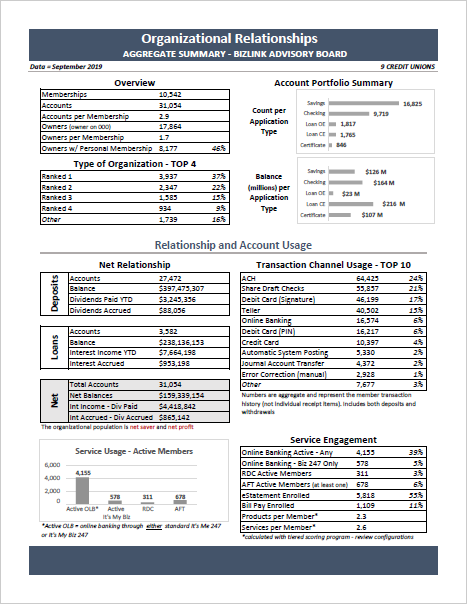 Organizational Relationships
AGGREGATE SUMMARY - BIZLINK ADVISORY BOARD
Data = September 2019 9 CREDIT UNIONS
Overview
Memberships 10,542
Accounts 31,054
Accounts per Membership 2.9
Owners (owner on 000) 17,864
Owners per Membership 1.7
Owners w/ Personal Membership 8,177 46%
Type of Organization - TOP 4
Ranked 1 3,937 37%
Ranked 2 2,347 22%
Ranked 3 1,585 15%
Ranked 4 934 9%
Other 1,739 16%
Account Portfolio Summary
Count per
Application
Type
Savings 16,825
Checking 9,719
Loan OE 1,817
Loan CE 1,765
Certificate 846
Balance
(millions) per
Application
Type
Savings $126 M
Checking $164 M
Loan OE $23 M
Loan CE $216 M
Certificate $107 M
Relationship and Account Usage
Net Relationship
Deposits
Accounts 27,472
Balance $397,475,307
Dividends Paid YTD $3,245,356
Dividends Accrued $88,056
Loans
Accounts 3,582
Balance $238,136,153
Interest Income YTD $7,664,198
Interest Accrued $953,198
Net
Total Accounts 31,054
Net Balances $159,339,154
Int Income - Div Paid $4,418,842
Int Accrued - Div Accrued $865,142
The organizational population is net saver and net profit
Transaction Channel Usage - TOP 10
ACH 64,425 24%
Share Draft Checks 55,857 21%
Debit Card (Signature) 46,199 17%
Teller 40,502 15%
Online Banking 16,574 6%
Debit Card (PIN) 16,217 6%
Credit Card 10,397 4%
Automatic System Posting 5,330 2%
Journal Account Transfer 4,372 2%
Error Correction (manual) 2,928 1%
Other 7,677 3%
Numbers are aggregate and represent the member transaction
history (not individual receipt items). Includes both deposits and
withdrawals
Service Usage - Active Members
6,000
4,000
2,000
0
4,155
578
311
678
Active OLB* Active It's My Biz RDC AFT
*Active OLB = online banking through either standard It's Me 247
or It's My Biz 247
Service Engagement
Online Banking Active - Any 4,155 39%
Online Banking - Biz 247 Only 578 5%
RDC Active Members 311 3%
AFT Active Members (at least one) 678 6%
eStatement Enrolled 5,818 55%
Bill Pay Enrolled 1,109 11%
Products per Member* 2.3
Services per Member* 2.6
*calculated with tiered scoring program - review configurations